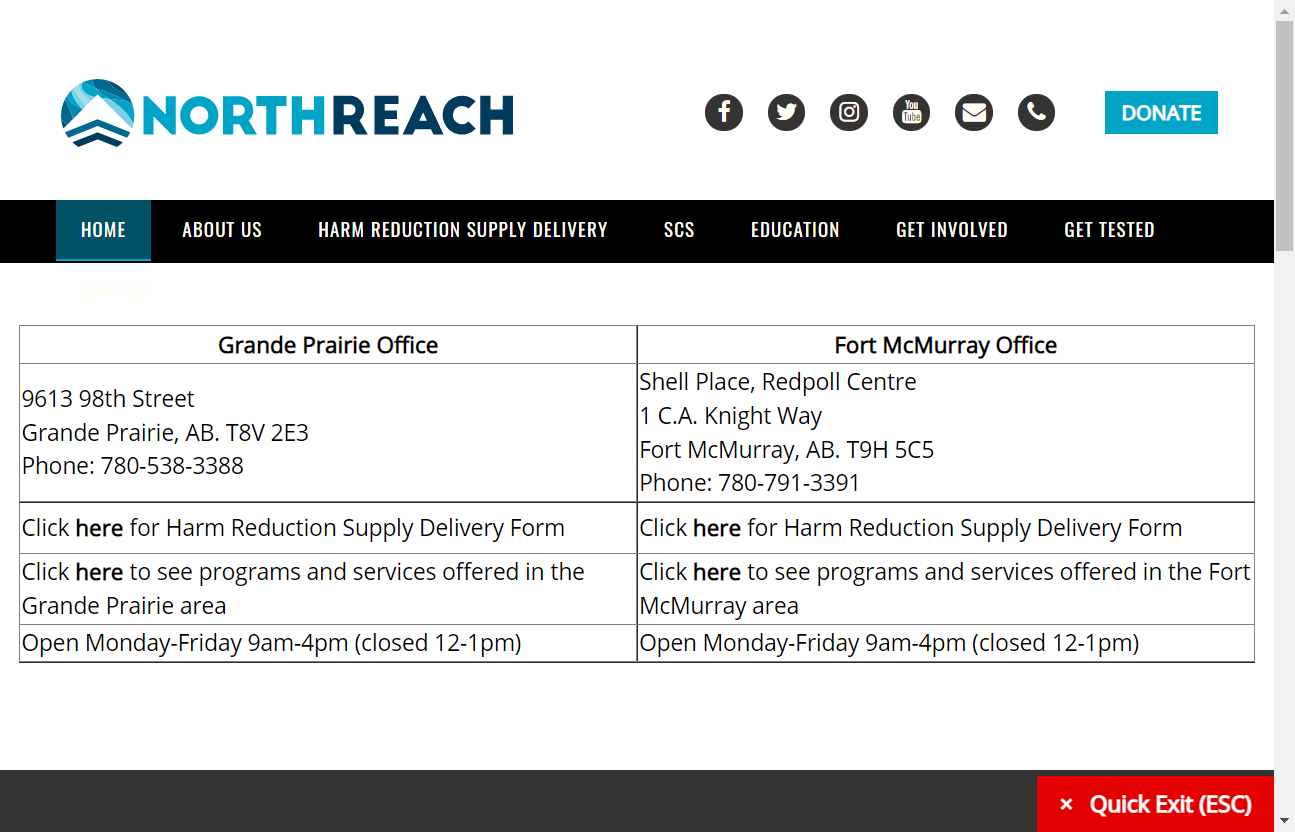 NORTHREACH
You
Tube
DONATE
HOME
ABOUT US
HARM REDUCTION SUPPLY DELIVERY
SCS
EDUCATION
GET INVOLVED
GET TESTED
Grande Prairie Office
Fort McMurray Office
9613 98th Street
Grande Prairie, AB. T8V 2E3
Phone: 780-538-3388
Shell Place, Redpoll Centre
1 C.A. Knight Way
Fort McMurray, AB. T9H 5C5
Phone: 780-791-3391
Click here for Harm Reduction Supply Delivery Form
Click here for Harm Reduction Supply Delivery Form
Click here to see programs and services offered in the
Grande Prairie area
Click here to see programs and services offered in the Fort
McMurray area
Open Monday-Friday 9am-4pm (closed 12-1pm)
Open Monday-Friday 9am-4pm (closed 12-1pm)
× Quick Exit (ESC)